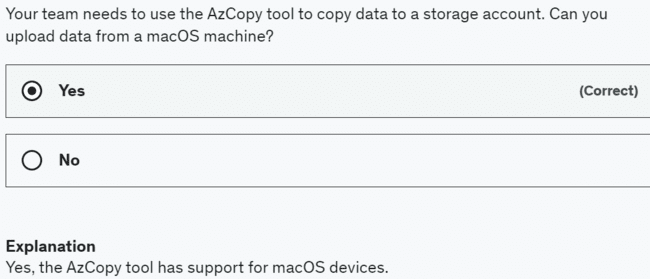 Your team needs to use the AzCopy tool to copy data to a storage account. Can you
upload data from a macOS machine?
Yes (Correct)
No
Explanation
Yes, the AzCopy tool has support for macOS devices.